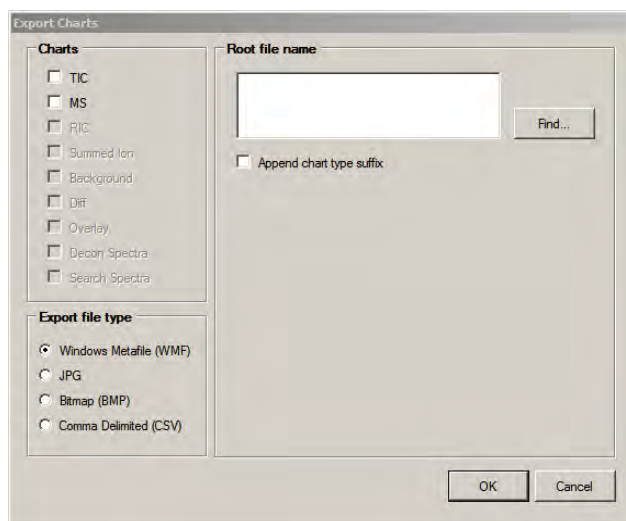 Export Charts
Charts
TIC
MS
RIC
Summed Ion
Background
Diff
Overlay
Decon Spectra
Search Spectra
Export file type
Windows Metafile (WMF)
JPG
Bitmap (BMP)
Comma Delimited (CSV)
Root file name
Find...
Append chart type suffix
OK
Cancel